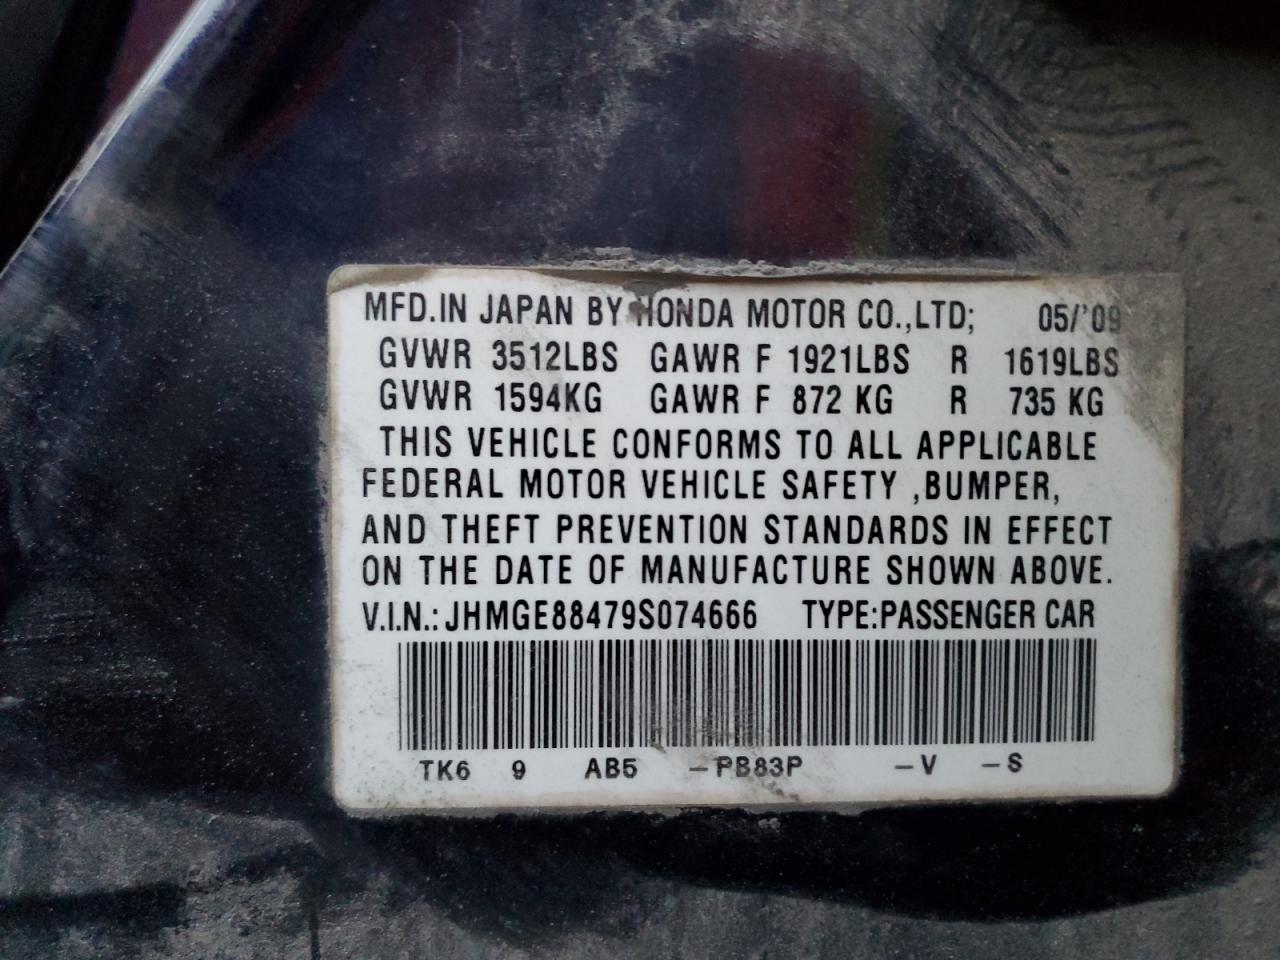 MFD.IN JAPAN BY HONDA MOTOR CO.,LTD; 05/'09
GVWR 3512LBS GAWR F 1921LBS R 1619LBS
GVWR 1594KG GAWR F 872 KG R 735 KG
THIS VEHICLE CONFORMS TO ALL APPLICABLE
FEDERAL MOTOR VEHICLE SAFETY ,BUMPER,
AND THEFT PREVENTION STANDARDS IN EFFECT
ON THE DATE OF MANUFACTURE SHOWN ABOVE.
V.I.N.: JHMGE88479S074666 TYPE:PASSENGER CAR
TK6 9 AB5 -PB83P -V -S